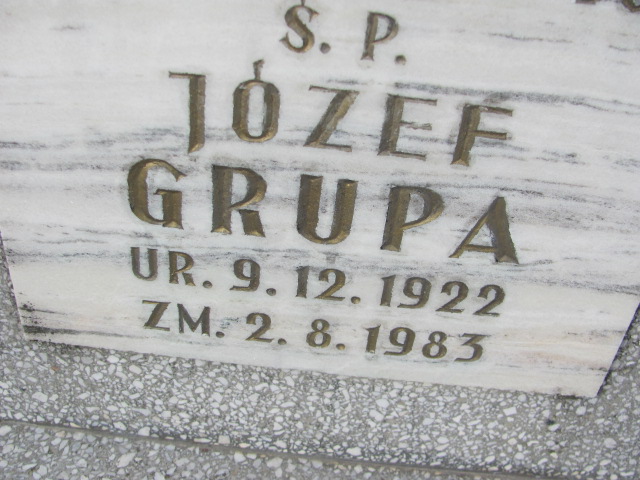 Ś.P.
JÓZEF
GRUPA
UR. 9.12.1922
ZM. 2.8.1983